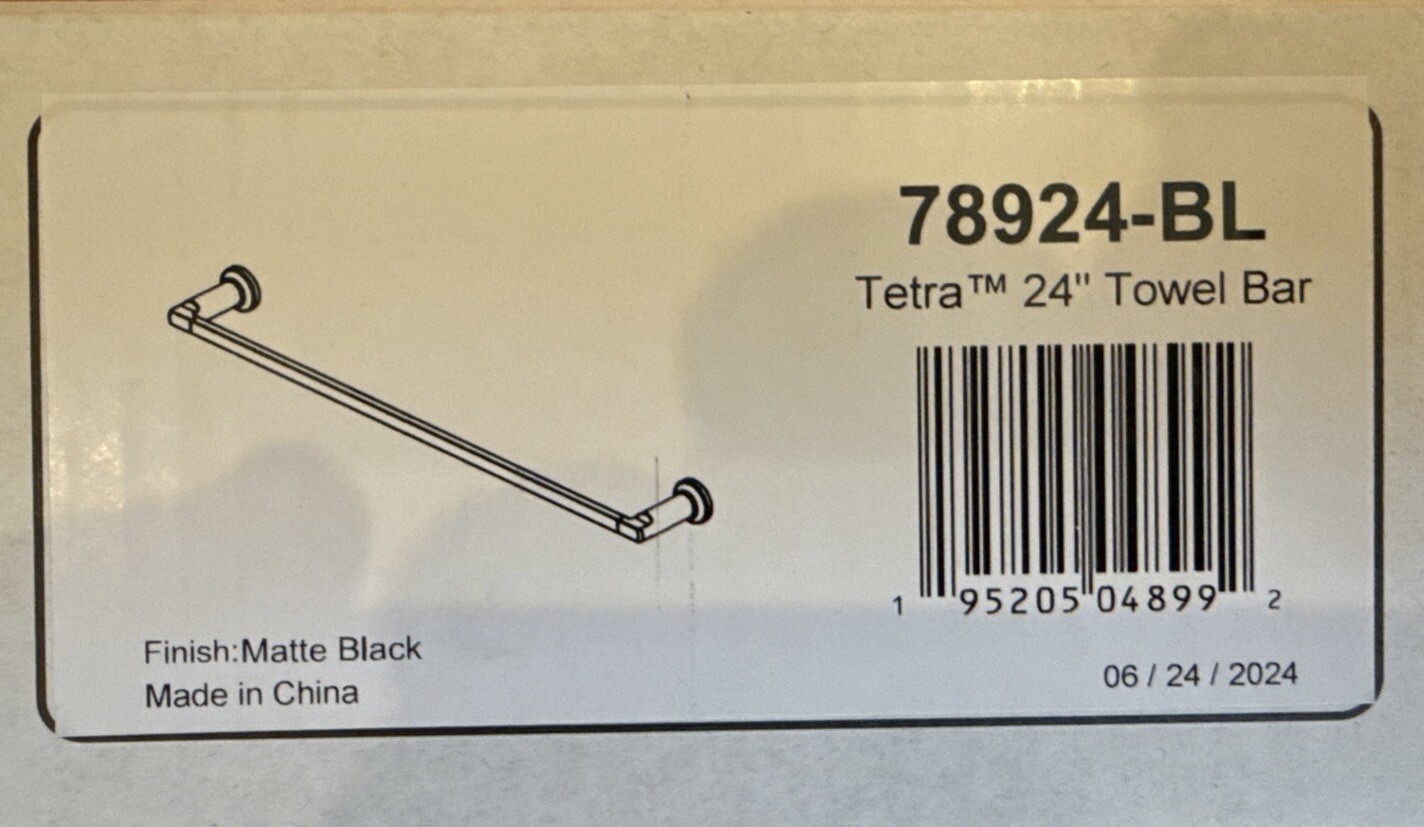 78924-BL
Tetra™ 24" Towel Bar
1 95205 04899 2
Finish:Matte Black
Made in China
06 / 24 / 2024